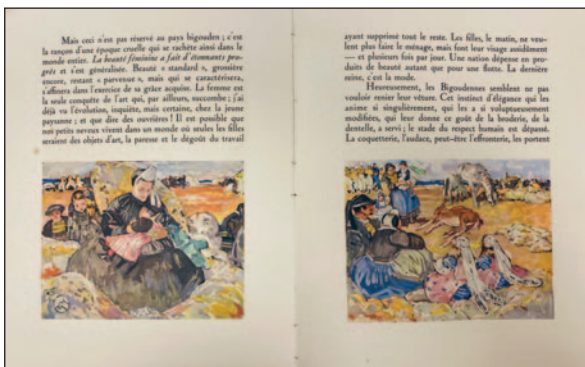 Mais ceci n'est pas réservé au pays bigouden ; c'est
la rançon d'une époque cruelle qui se rachète ainsi dans le
monde entier. La beauté féminine a fait d'étonnants pro-
grès et s'est généralisée. Beauté « standard », grossière
encore, restant « parvenue », mais qui se caractérisera,
s'affinera dans l'exercice de sa grâce acquise. La femme est
la seule conquête de l'art qui, par ailleurs, succombe ; j'ai
déjà vu l'évolution, inquiète, mais certaine, chez la jeune
paysanne ; et que dire des ouvrières ! Il est possible que
nos petits neveux vivent dans un monde où seules les filles
seraient des objets d'art, la paresse et le dégoût du travail
ayant supprimé tout le reste. Les filles, le matin, ne veu-
lent plus faire le ménage, mais font leur visage assidûment
— et plusieurs fois par jour. Une nation dépense en pro-
duits de beauté autant que pour une flotte. La dernière
reine, c'est la mode.
Heureusement, les Bigoudennes semblent ne pas
vouloir renier leur vêture. Cet instinct d'élégance qui les
anime si singulièrement, qui les a si voluptueusement
modifiées, qui leur donne ce goût de la broderie, de la
dentelle, a servi ; le stade du respect humain est dépassé.
La coquetterie, l'audace, peut-être l'effronterie, les portent